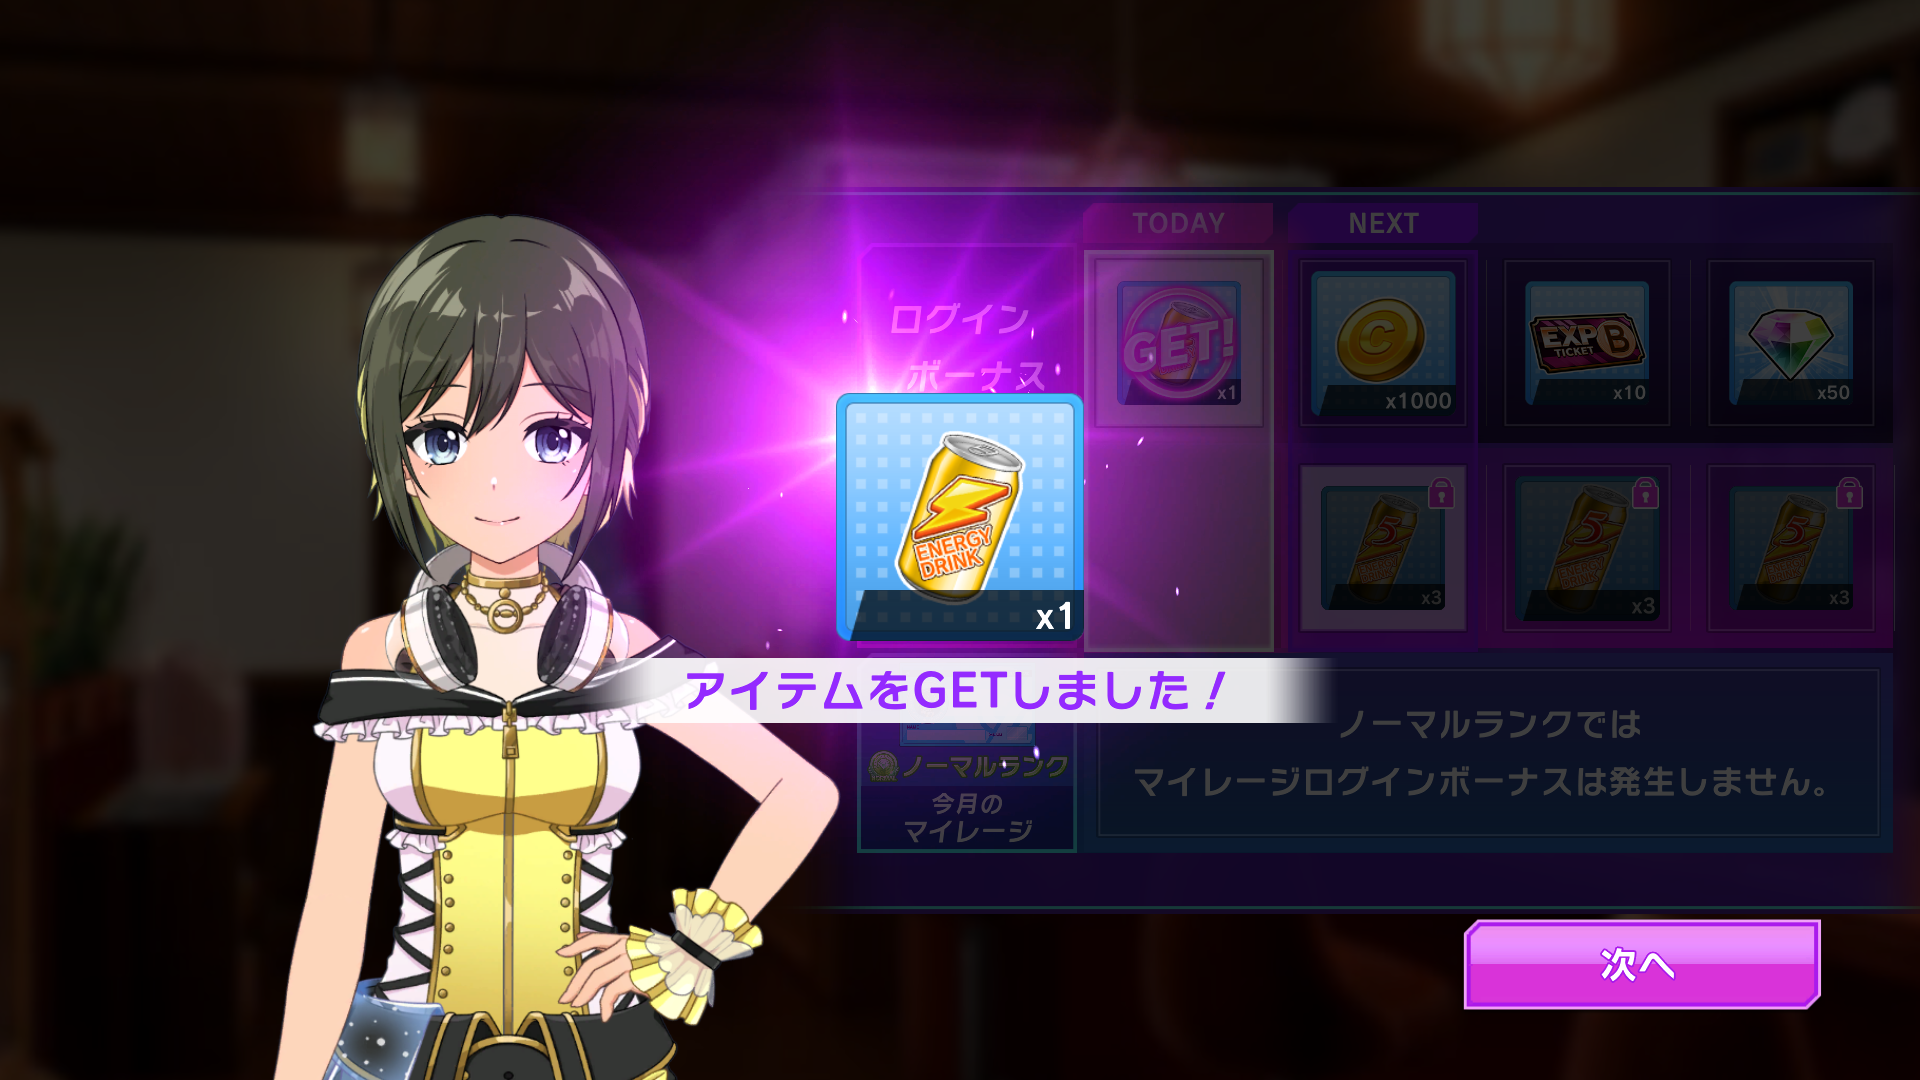 TODAY
NEXT
ログイン
ボーナス
GET!
x1
C
x1000
EXP B
TICKET
x10
x50
ENERGY
DRINK
x1
5
x3
5
x3
5
x3
アイテムをGETしました！
ノーマルランク
今月の
マイレージ
ノーマルランクでは
マイレージログインボーナスは発生しません。
次へ